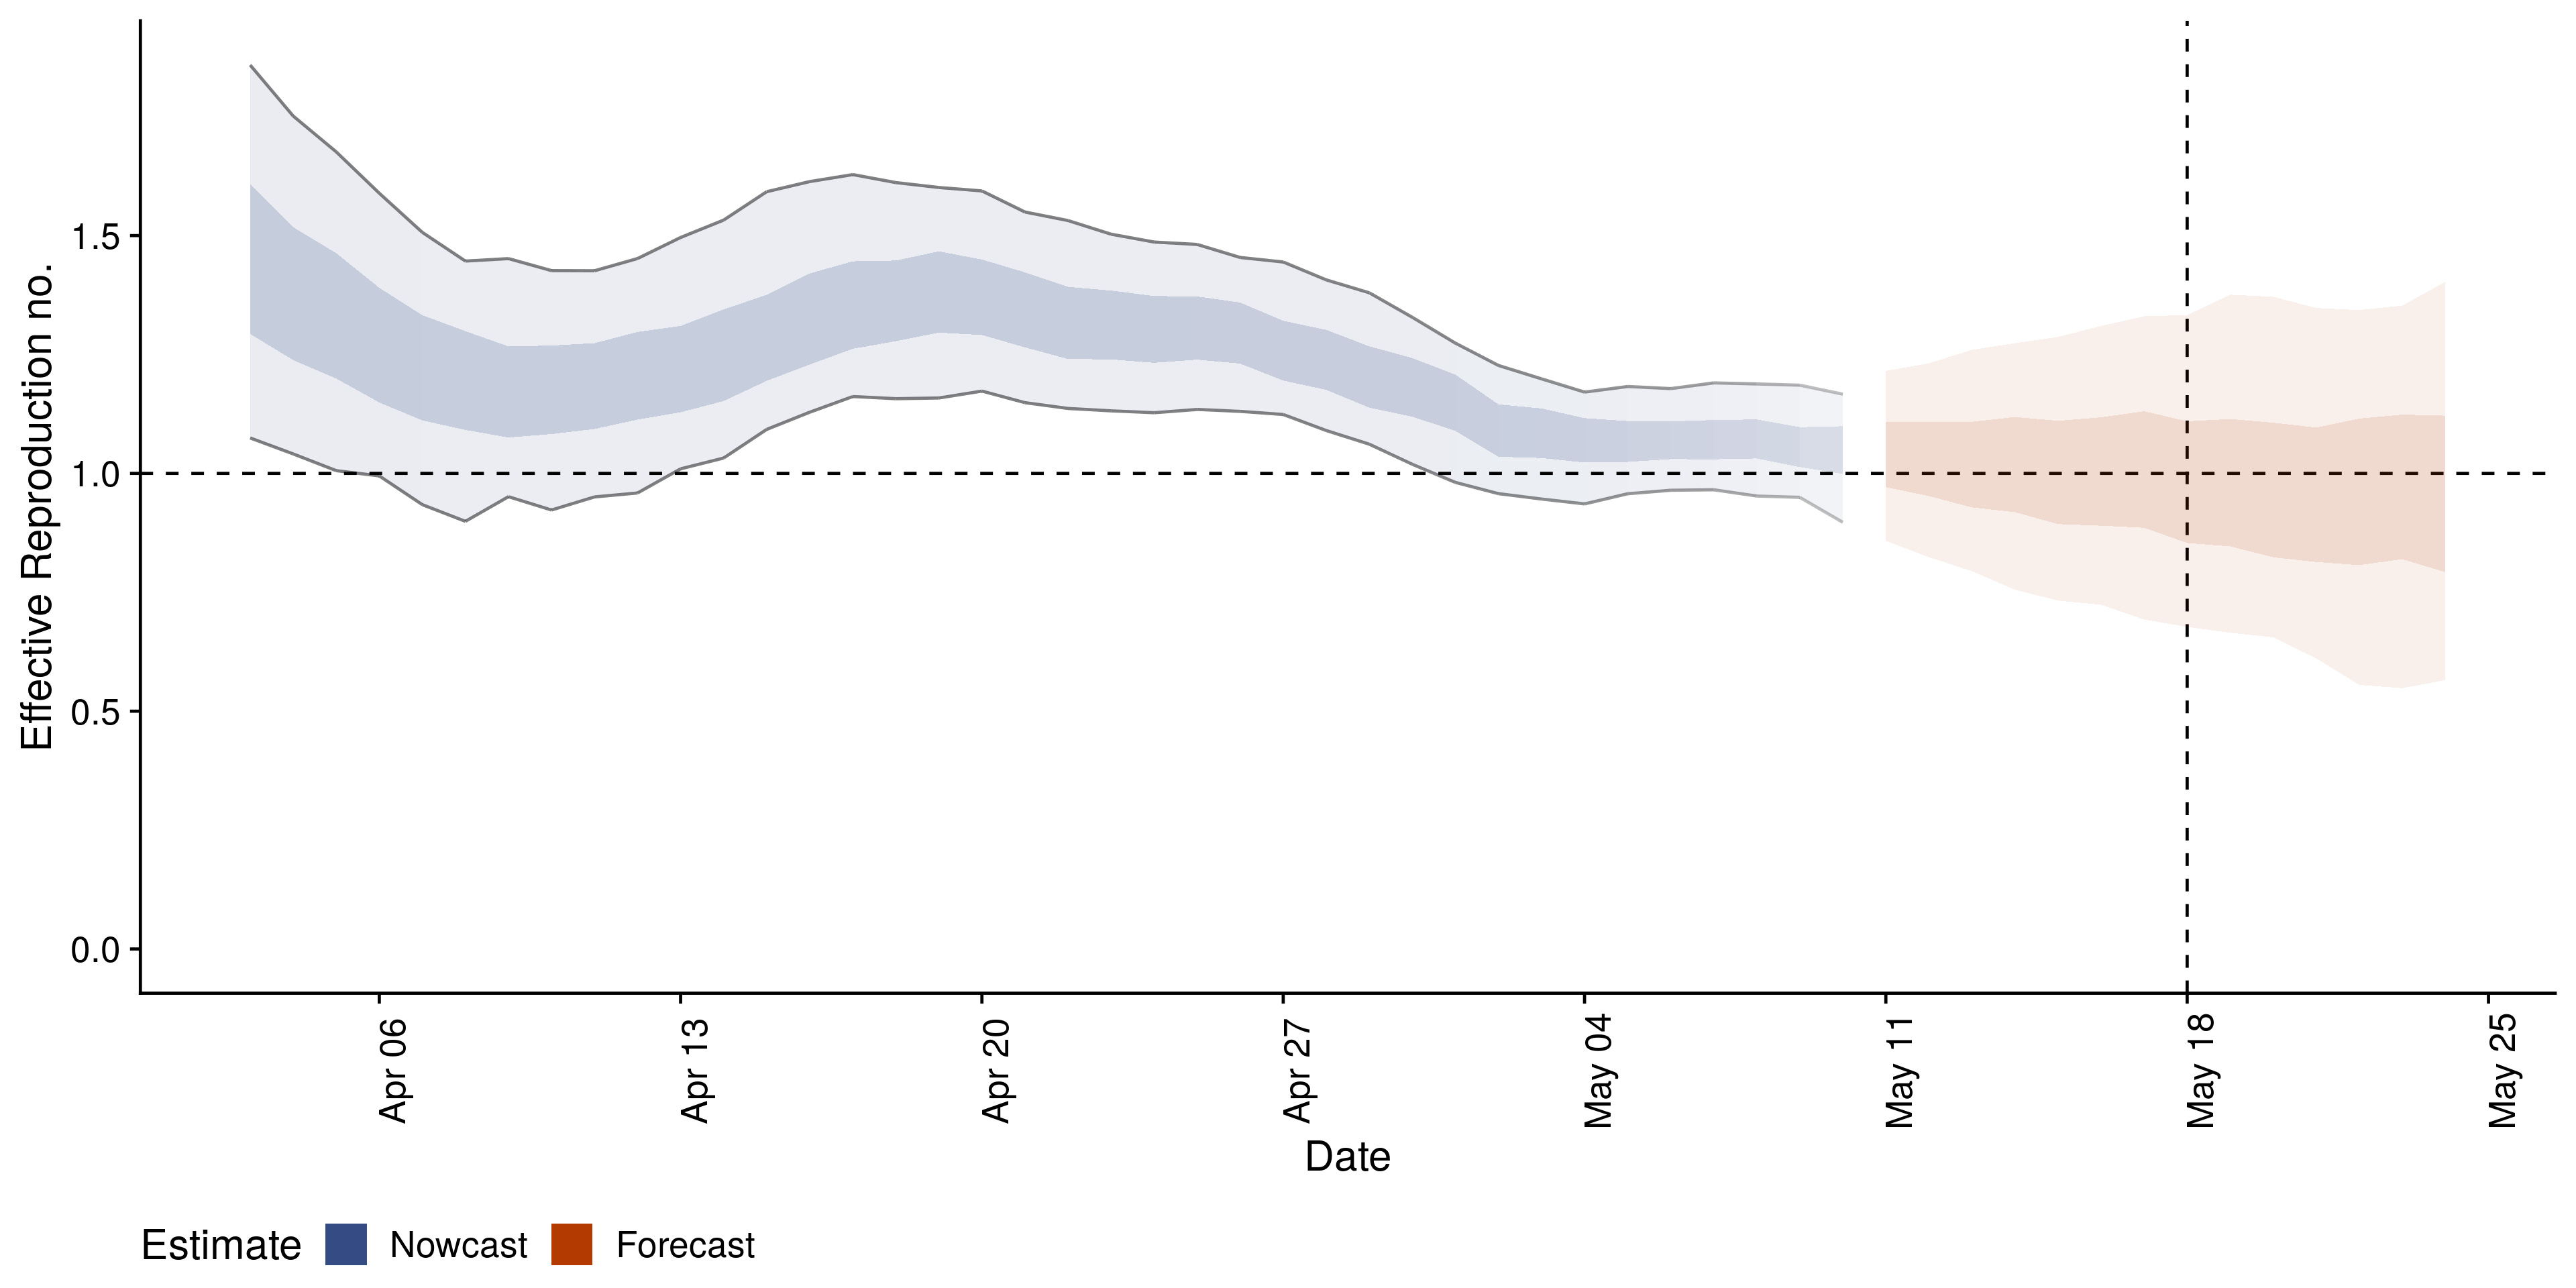 Effective Reproduction no.
1.5
1.0
0.5
0.0
Apr 06
Apr 13
Apr 20
Apr 27
May 04
May 11
May 18
May 25
Date
Estimate Nowcast Forecast